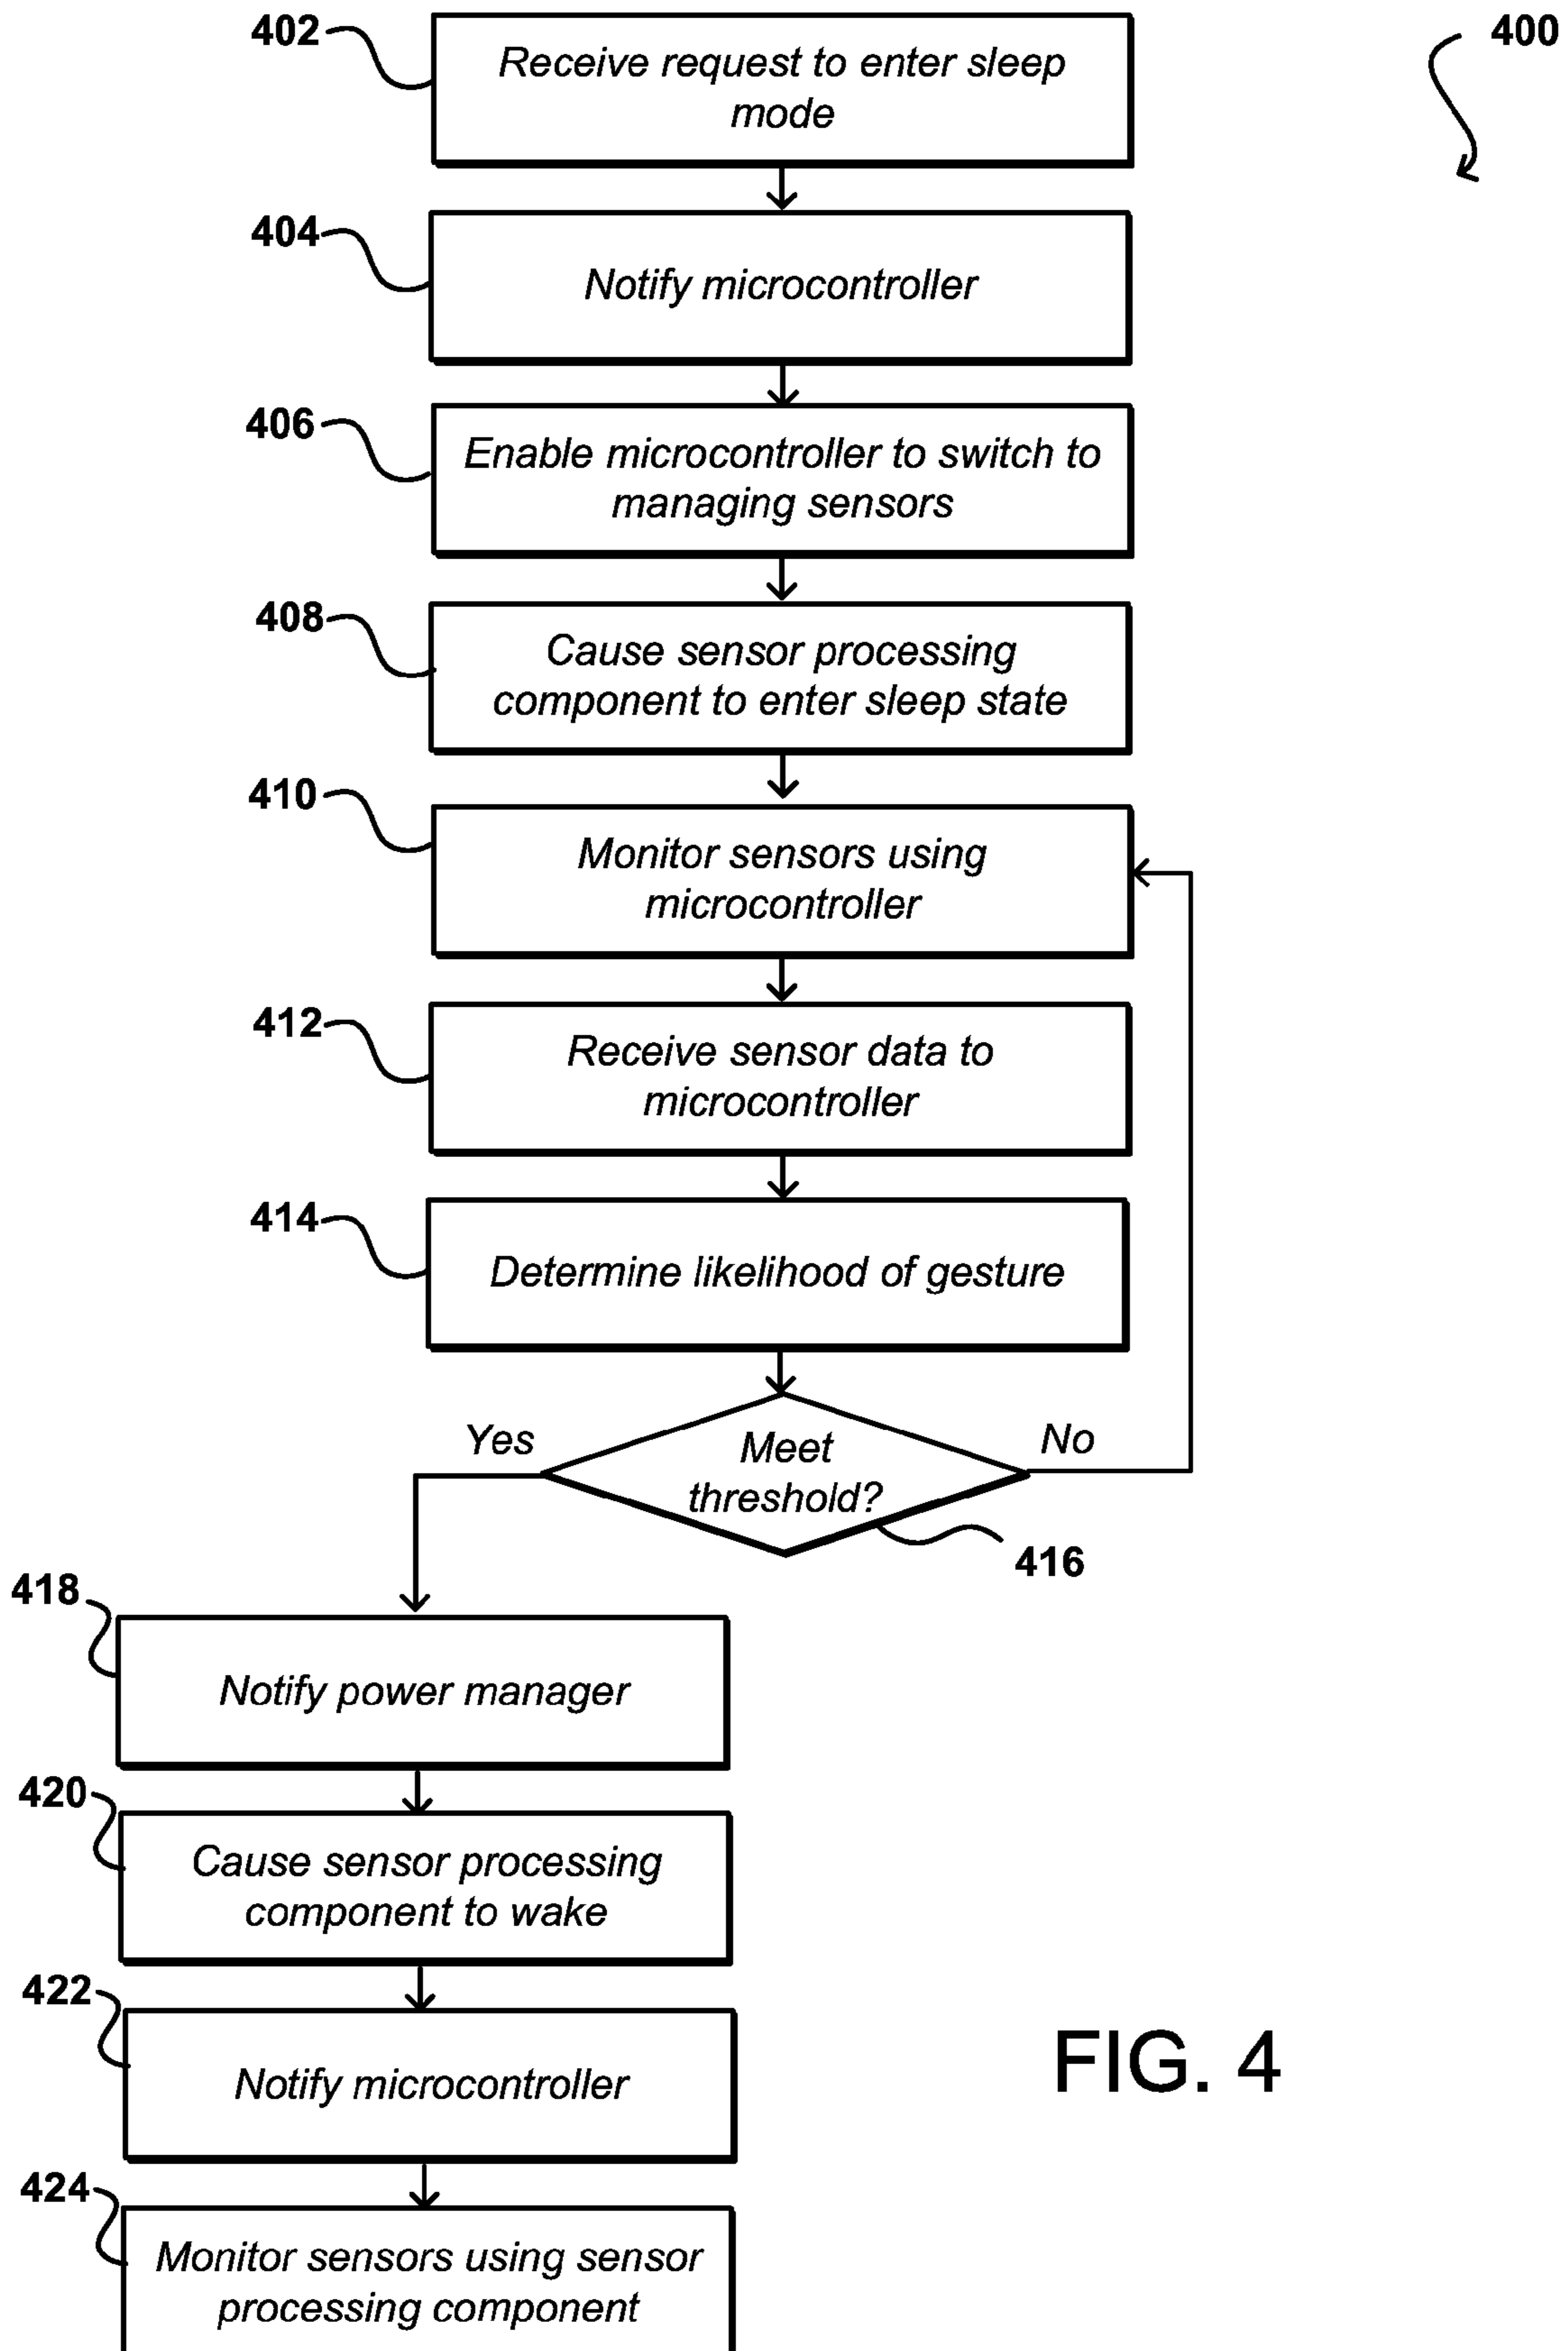 400
402
Receive request to enter sleep
mode
404
Notify microcontroller
406
Enable microcontroller to switch to
managing sensors
408
Cause sensor processing
component to enter sleep state
410
Monitor sensors using
microcontroller
412
Receive sensor data to
microcontroller
414
Determine likelihood of gesture
Yes
Meet
threshold?
No
416
418
Notify power manager
420
Cause sensor processing
component to wake
422
Notify microcontroller
424
Monitor sensors using sensor
processing component
FIG. 4